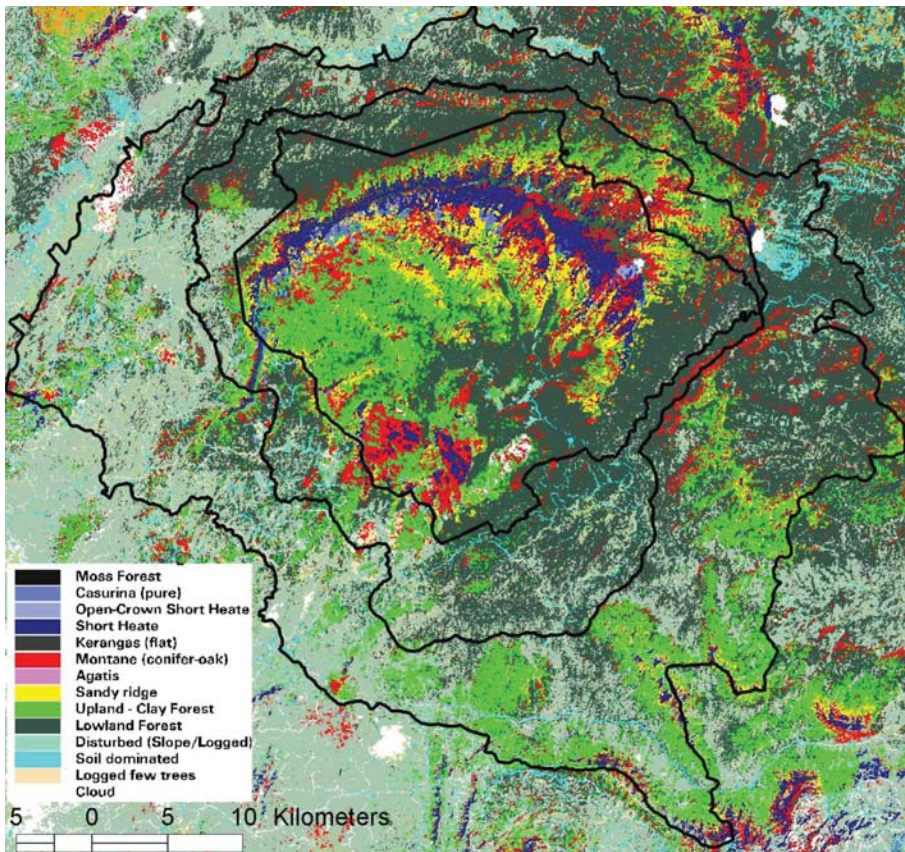 Moss Forest
Casurina (pure)
Open-Crown Short Heate
Short Heate
Kerangas (flat)
Montane (conifer-oak)
Agatis
Sandy ridge
Upland - Clay Forest
Lowland Forest
Disturbed (Slope/Logged)
Soil dominated
Logged few trees
Cloud
5 0 5 10 Kilometers